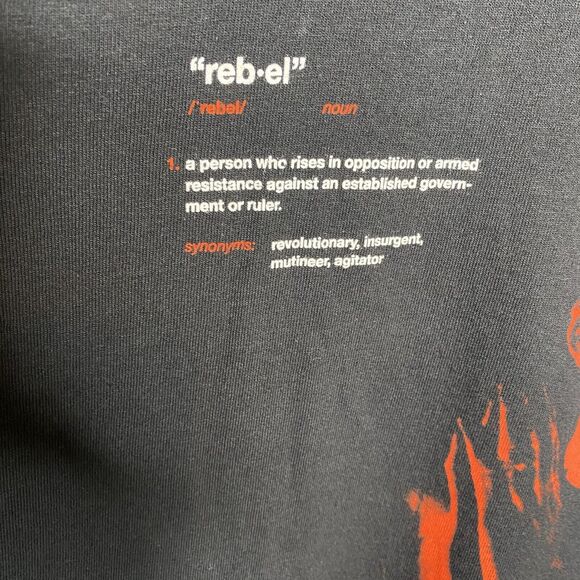 “reb·el”
/ˈrebəl/ noun
1. a person who rises in opposition or armed
resistance against an established govern-
ment or ruler.
synonyms: revolutionary, insurgent,
mutineer, agitator